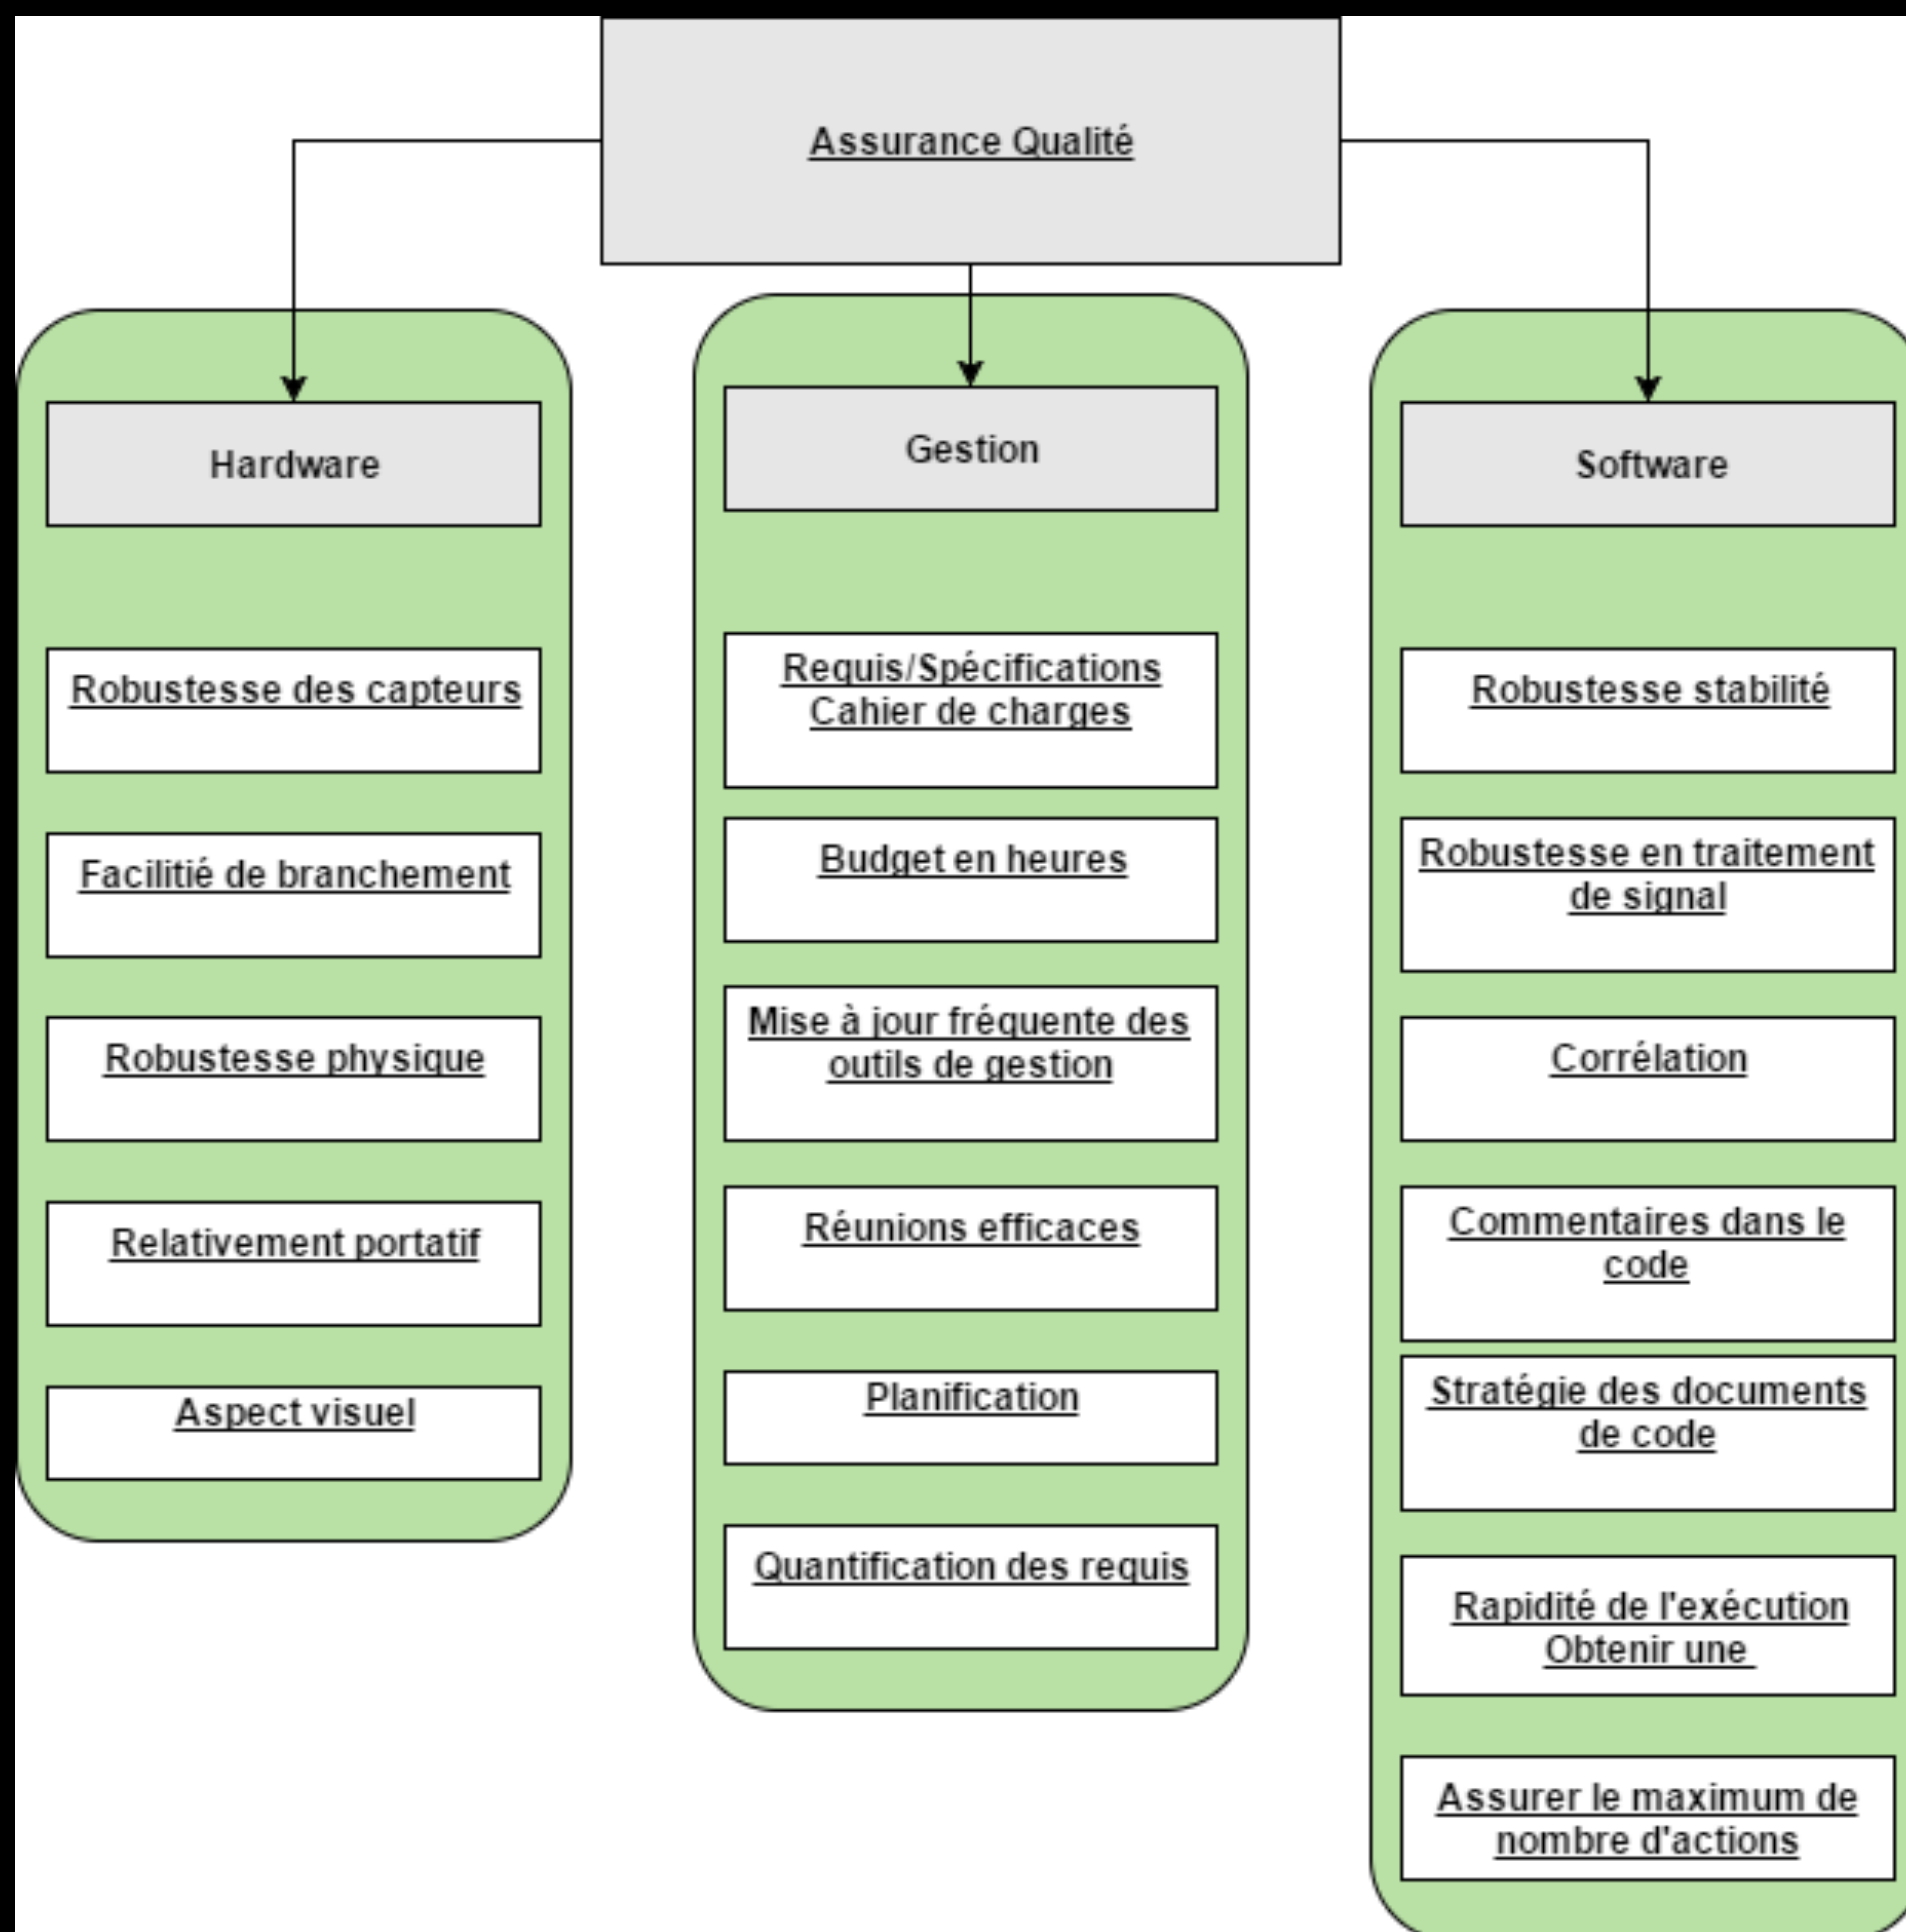 Assurance Qualité
Hardware
Robustesse des capteurs
Facilitié de branchement
Robustesse physique
Relativement portatif
Aspect visuel
Gestion
Requis/Spécifications
Cahier de charges
Budget en heures
Mise à jour fréquente des
outils de gestion
Réunions efficaces
Planification
Quantification des requis
Software
Robustesse stabilité
Robustesse en traitement
de signal
Corrélation
Commentaires dans le
code
Stratégie des documents
de code
Rapidité de l'exécution
Obtenir une
Assurer le maximum de
nombre d'actions